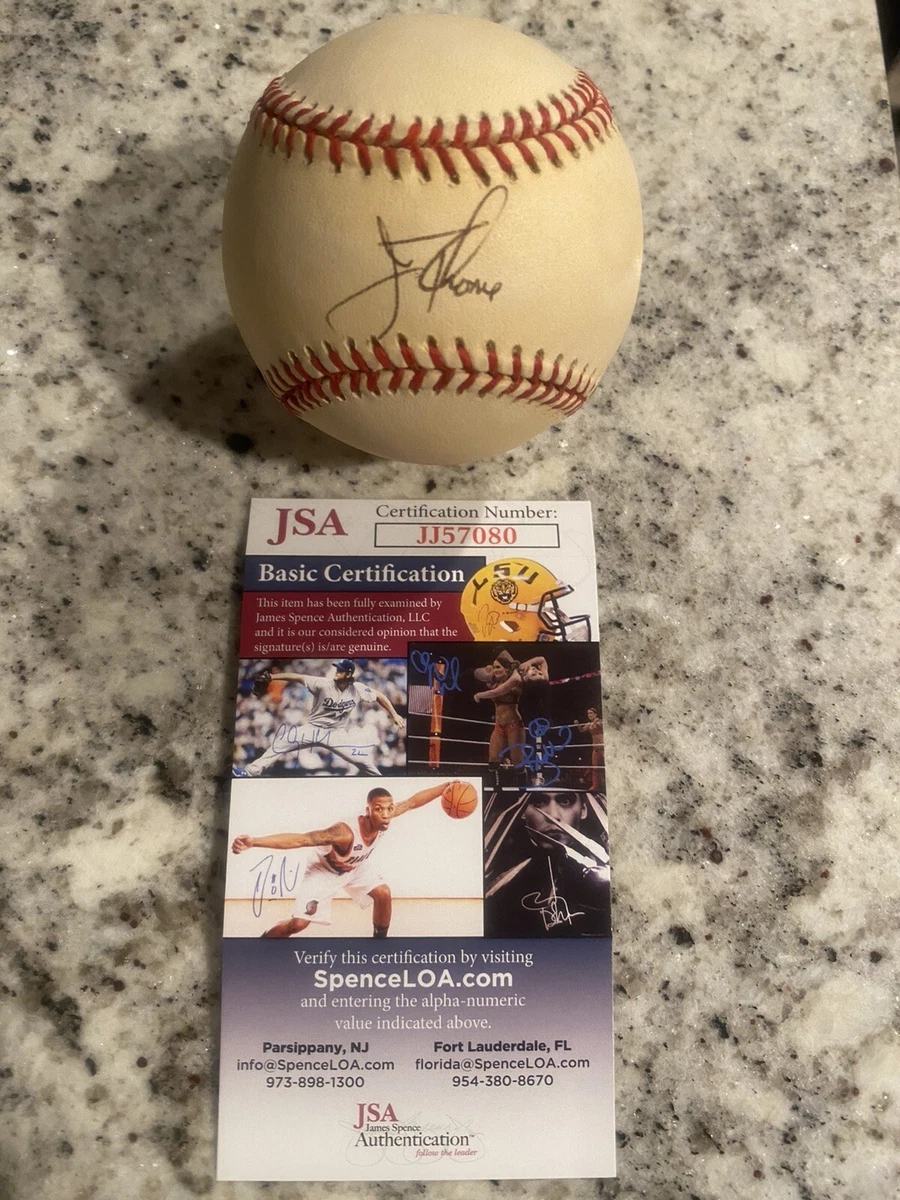 J Thome
JSA
Certification Number:
JJ57080
Basic Certification
This item has been fully examined by
James Spence Authentication, LLC
and it is our considered opinion that the
signature(s) is/are genuine.
LSU
Dodgers
Verify this certification by visiting
SpenceLOA.com
and entering the alpha-numeric
value indicated above.
Parsippany, NJ
info@SpenceLOA.com
973-898-1300
Fort Lauderdale, FL
florida@SpenceLOA.com
954-380-8670
JSA
James Spence
Authentication™
follow the leader